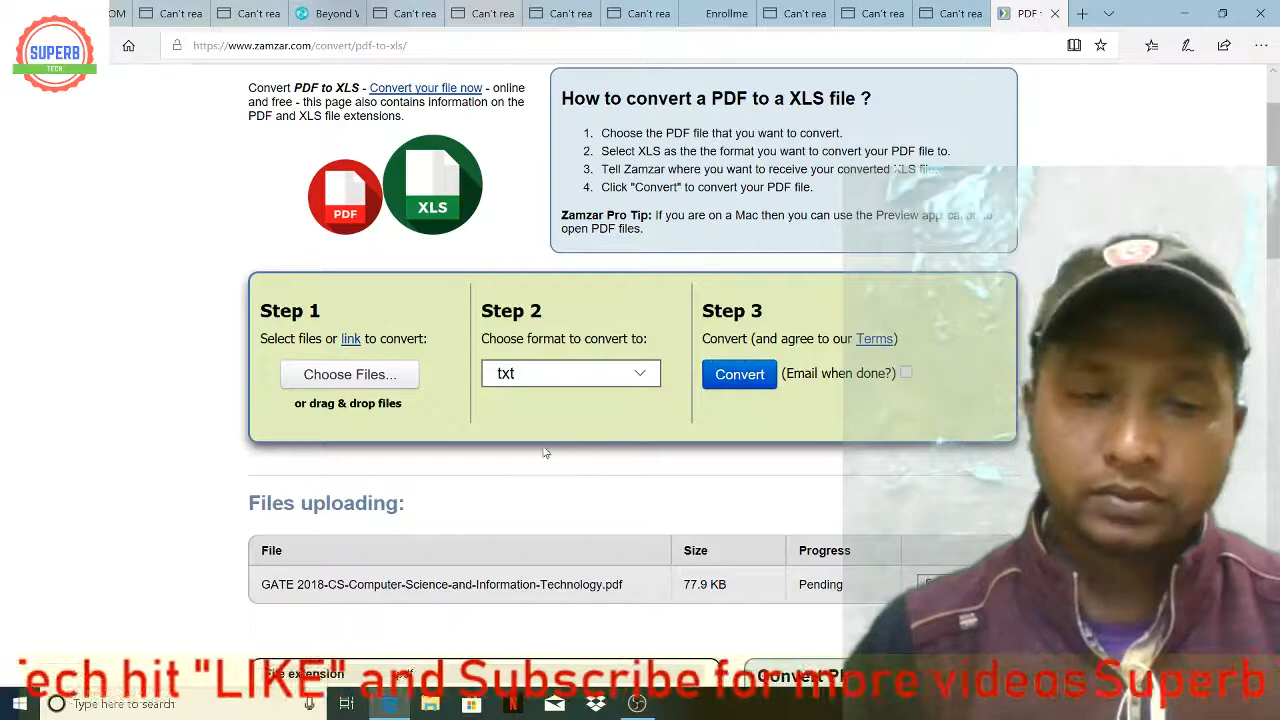 SUPERB
TECH
Can't rea
Can't rea
Beyond V
Can't rea
Can't rea
Can't rea
Can't rea
Enrollme
Can't rea
Can't rea
PDF
https://www.zamzar.com/convert/pdf-to-xls/
Convert PDF to XLS - Convert your file now - online
and free - this page also contains information on the
PDF and XLS file extensions.
PDF
XLS
How to convert a PDF to a XLS file ?
1. Choose the PDF file that you want to convert.
2. Select XLS as the the format you want to convert your PDF file to.
3. Tell Zamzar where you want to receive your converted XLS file.
4. Click "Convert" to convert your PDF file.
Zamzar Pro Tip: If you are on a Mac then you can use the Preview application to
open PDF files.
Step 1
Select files or link to convert:
Choose Files...
or drag & drop files
Step 2
Choose format to convert to:
txt
Step 3
Convert (and agree to our Terms)
Convert (Email when done?)
Files uploading:
File Size Progress
GATE 2018-CS-Computer-Science-and-Information-Technology.pdf 77.9 KB Pending
File extension .pdf
Convert
Tech hit "LIKE" and Subscribe for more videos Superb
Type here to search